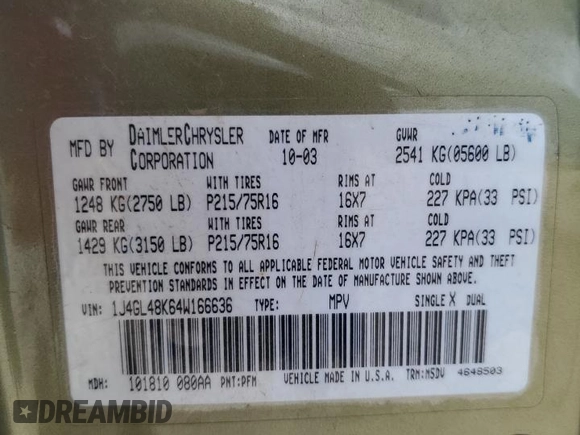 MFD BY DAIMLERCHRYSLER CORPORATION DATE OF MFR 10-03 GVWR 2541 KG(05600 LB)
GAWR FRONT WITH TIRES RIMS AT COLD
1248 KG(2750 LB) P215/75R16 16X7 227 KPA(33 PSI)
GAWR REAR WITH TIRES RIMS AT COLD
1429 KG(3150 LB) P215/75R16 16X7 227 KPA(33 PSI)
THIS VEHICLE CONFORMS TO ALL APPLICABLE FEDERAL MOTOR VEHICLE SAFETY AND THEFT
PREVENTION STANDARDS IN EFFECT ON THE DATE OF MANUFACTURE SHOWN ABOVE.
VIN: 1J4GL48K64W166636 TYPE: MPV SINGLE X DUAL
MDH: 101810 080AA PNT:PFM VEHICLE MADE IN U.S.A. TRM:MSDV 4648503
DREAMBID